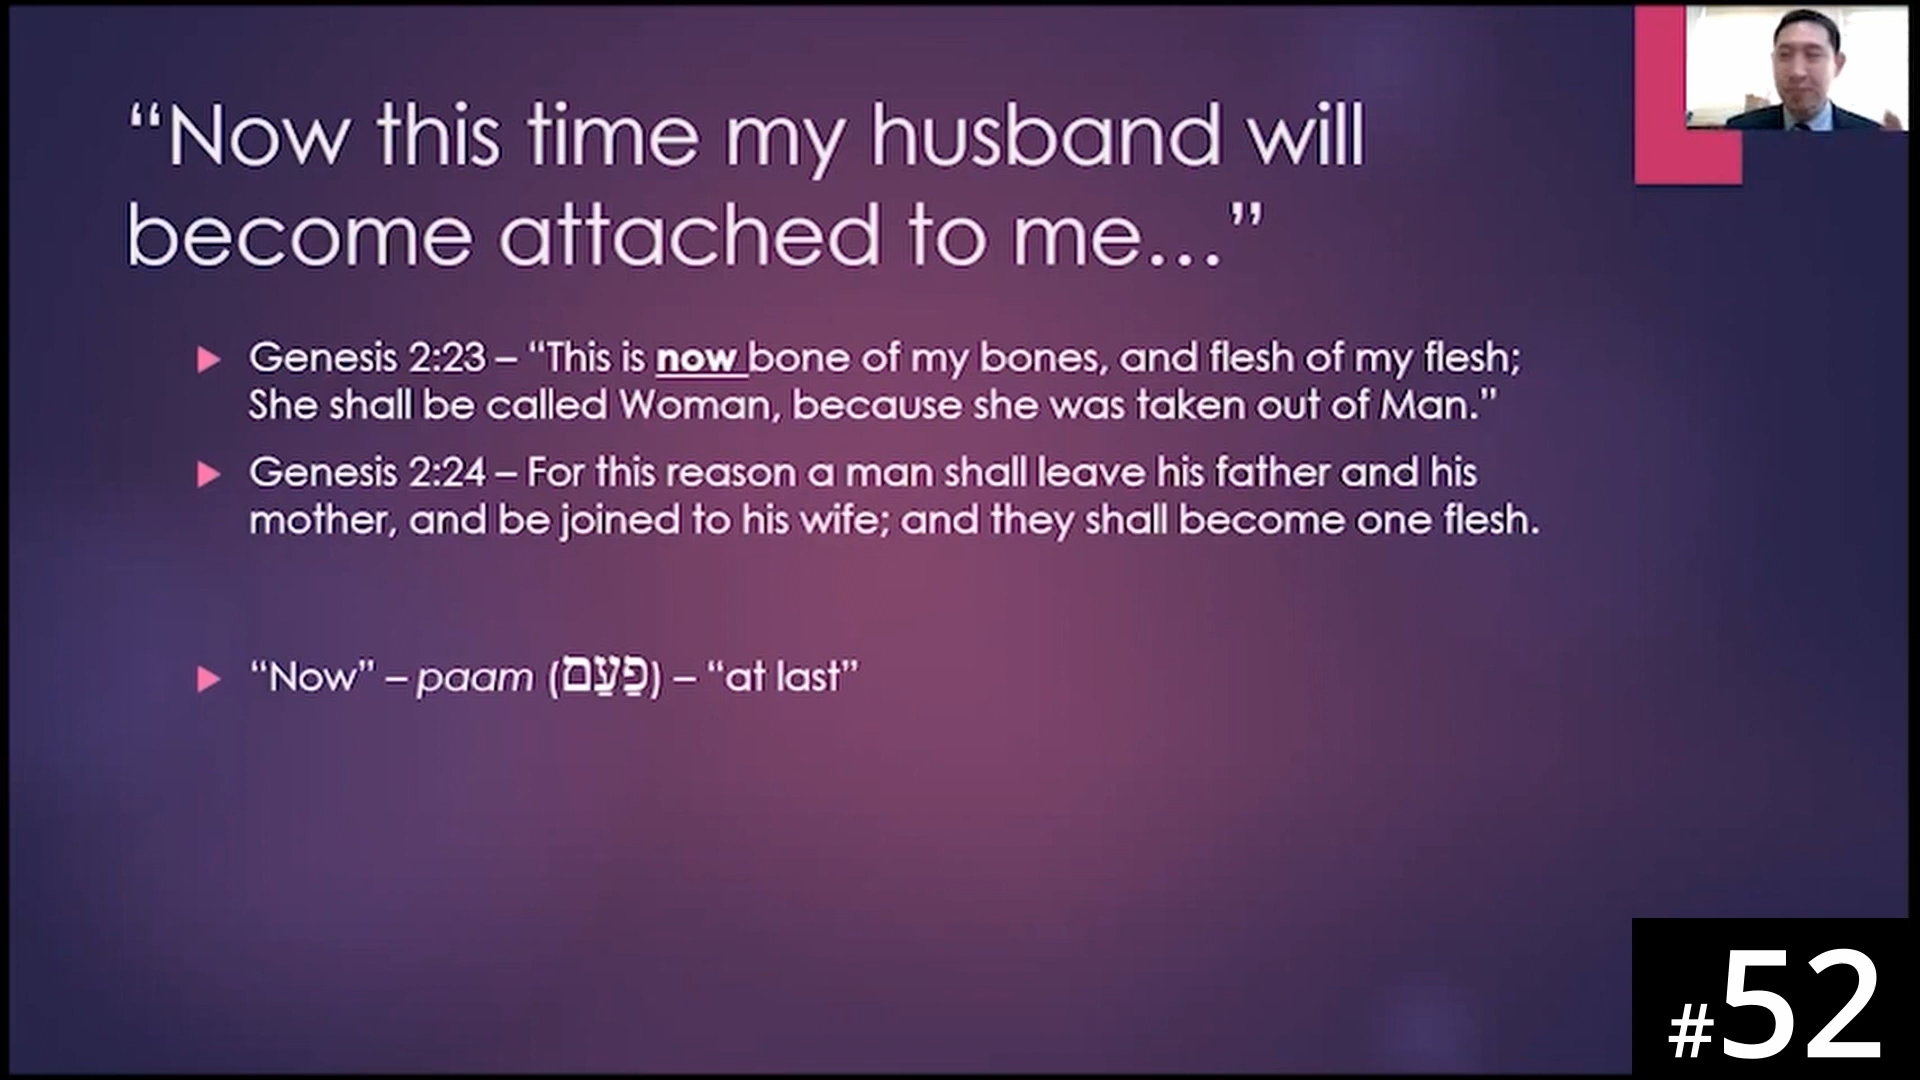 “Now this time my husband will
become attached to me…”
Genesis 2:23 – “This is now bone of my bones, and flesh of my flesh;
She shall be called Woman, because she was taken out of Man.”
Genesis 2:24 – For this reason a man shall leave his father and his
mother, and be joined to his wife; and they shall become one flesh.
“Now” – paam (פַּעַם) – “at last”
#52